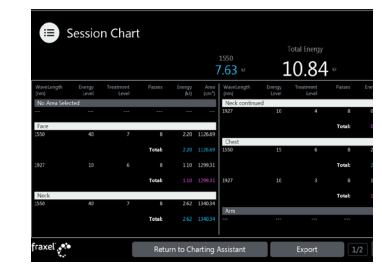 Session Chart
1550
7.63 kJ
Total Energy
10.84 kJ
WaveLength (nm) Energy Level Treatment Level Passes Energy (kJ) Area (cm²)
No Area Selected
--- --- --- --- --- ---
Face
1550 40 7 8 2.20 1126.69
Total: 2.20 1126.69
1927 10 6 8 1.10 1299.31
Total: 1.10 1299.31
Neck
1550 40 7 8 2.62 1340.34
Total: 2.62 1340.34
WaveLength (nm) Energy Level Treatment Level Passes
Neck continued
1927 10 4 8
Total:
Chest
1550 15 6 8
Total:
1927 10 3 8
Total:
Arm
--- --- --- ---
fraxel
Return to Charting Assistant
Export
1/2